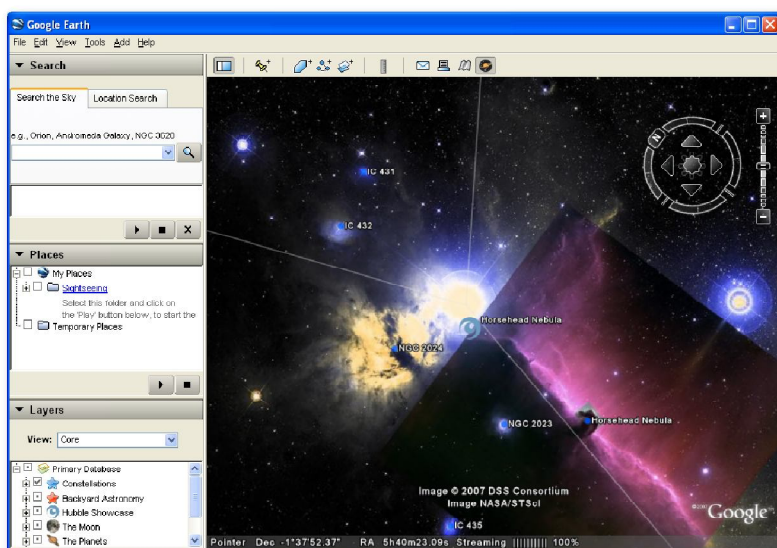 Google Earth
File Edit View Tools Add Help
Search
Search the Sky Location Search
e.g., Orion, Andromeda Galaxy, NGC 3020
Places
My Places
Sightseeing
Select this folder and click on
the 'Play' button below, to start the
Temporary Places
Layers
View: Core
Primary Database
Constellations
Backyard Astronomy
Hubble Showcase
The Moon
The Planets
N
IC 431
IC 432
Horsehead Nebula
NGC 2024
NGC 2023
Horsehead Nebula
Image © 2007 DSS Consortium
Image NASA/STScI
©2007 Google™
IC 435
Pointer Dec -1°37'52.37" RA 5h40m23.09s Streaming |||||||||| 100%